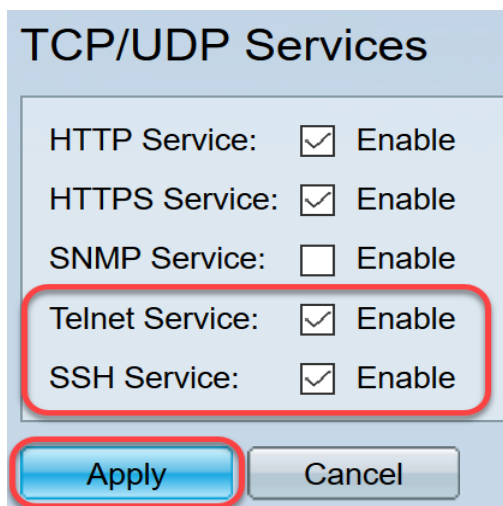 TCP/UDP Services
HTTP Service: Enable
HTTPS Service: Enable
SNMP Service: Enable
Telnet Service: Enable
SSH Service: Enable
Apply Cancel